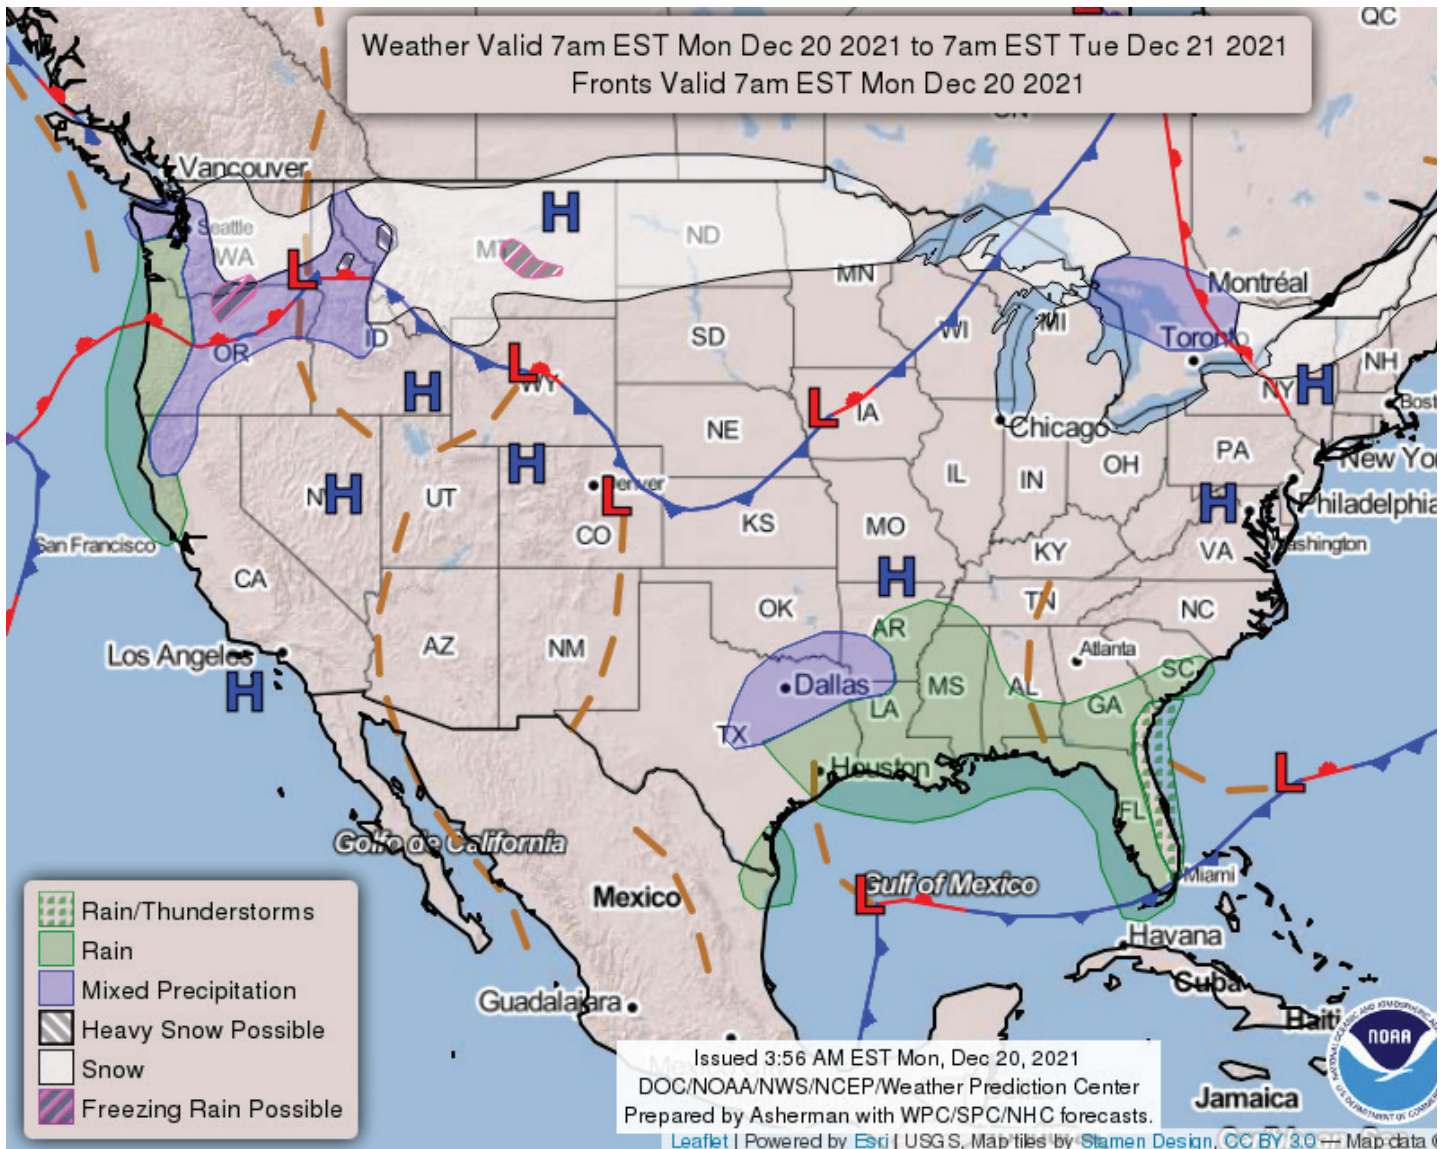 QC
Weather Valid 7am EST Mon Dec 20 2021 to 7am EST Tue Dec 21 2021
Fronts Valid 7am EST Mon Dec 20 2021
Vancouver
H
Seattle
MT
ND
WA
L
MN
Montréal
WI
MI
Toronto
SD
OR
ID
L
WY
H
NH
H
NY
L
IA
Bost
Chicago
NE
PA
New Yo
OH
H
IL
IN
NV
H
UT
Denver
L
H
Philadelphia
CO
KS
MO
San Francisco
KY
VA
Washington
CA
H
OK
TN
NC
AR
AZ
NM
Atlanta
Los Angeles
SC
H
Dallas
MS
AL
LA
GA
TX
Houston
L
FL
Golfo de California
Miami
Gulf of Mexico
L
Mexico
Rain/Thunderstorms
Rain
Mixed Precipitation
Heavy Snow Possible
Snow
Freezing Rain Possible
Havana
Cuba
Guadalajara
Haiti
NOAA
Mexico City
Issued 3:56 AM EST Mon, Dec 20, 2021
DOC/NOAA/NWS/NCEP/Weather Prediction Center
Prepared by Asherman with WPC/SPC/NHC forecasts.
Jamaica
Leaflet | Powered by Esri | USGS, Map tiles by Stamen Design, CC BY 3.0 — Map data ©